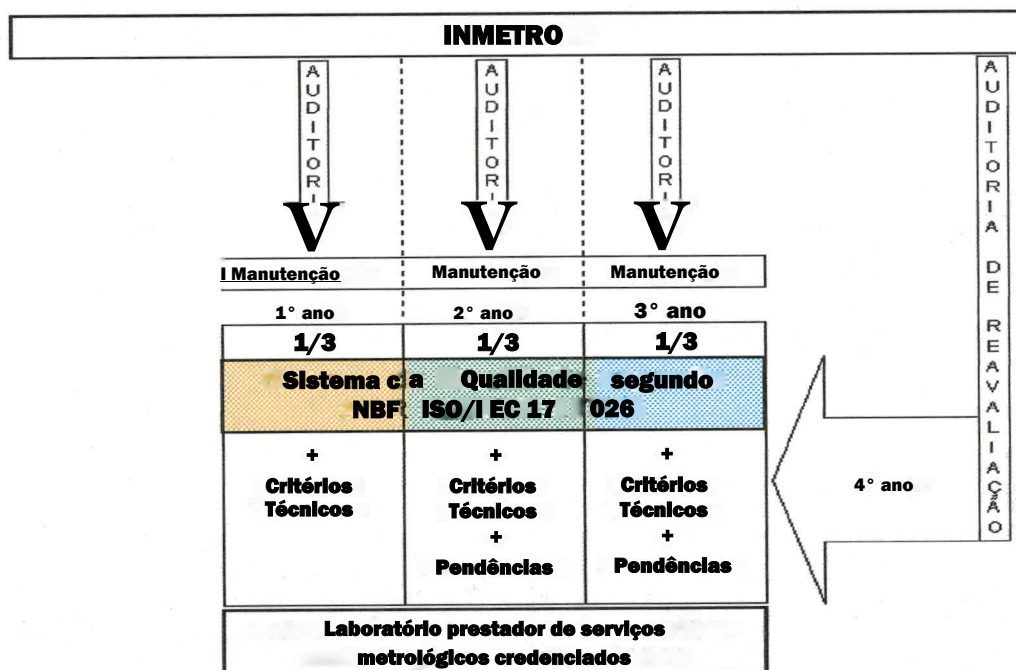 INMETRO
AUDITORI
AUDITORI
AUDITORI
AUDITORIA DE REAVALIAÇÃO
V V V
I Manutenção Manutenção Manutenção
1° ano 2° ano 3° ano
1/3 1/3 1/3
Sistema c a Qualidade segundo
NBF ISO/I EC 17 026
+ + +
Critérios Critérios Critérios
Técnicos Técnicos Técnicos
+ +
Pendências Pendências
4° ano
Laboratório prestador de serviços
metrológicos credenciados